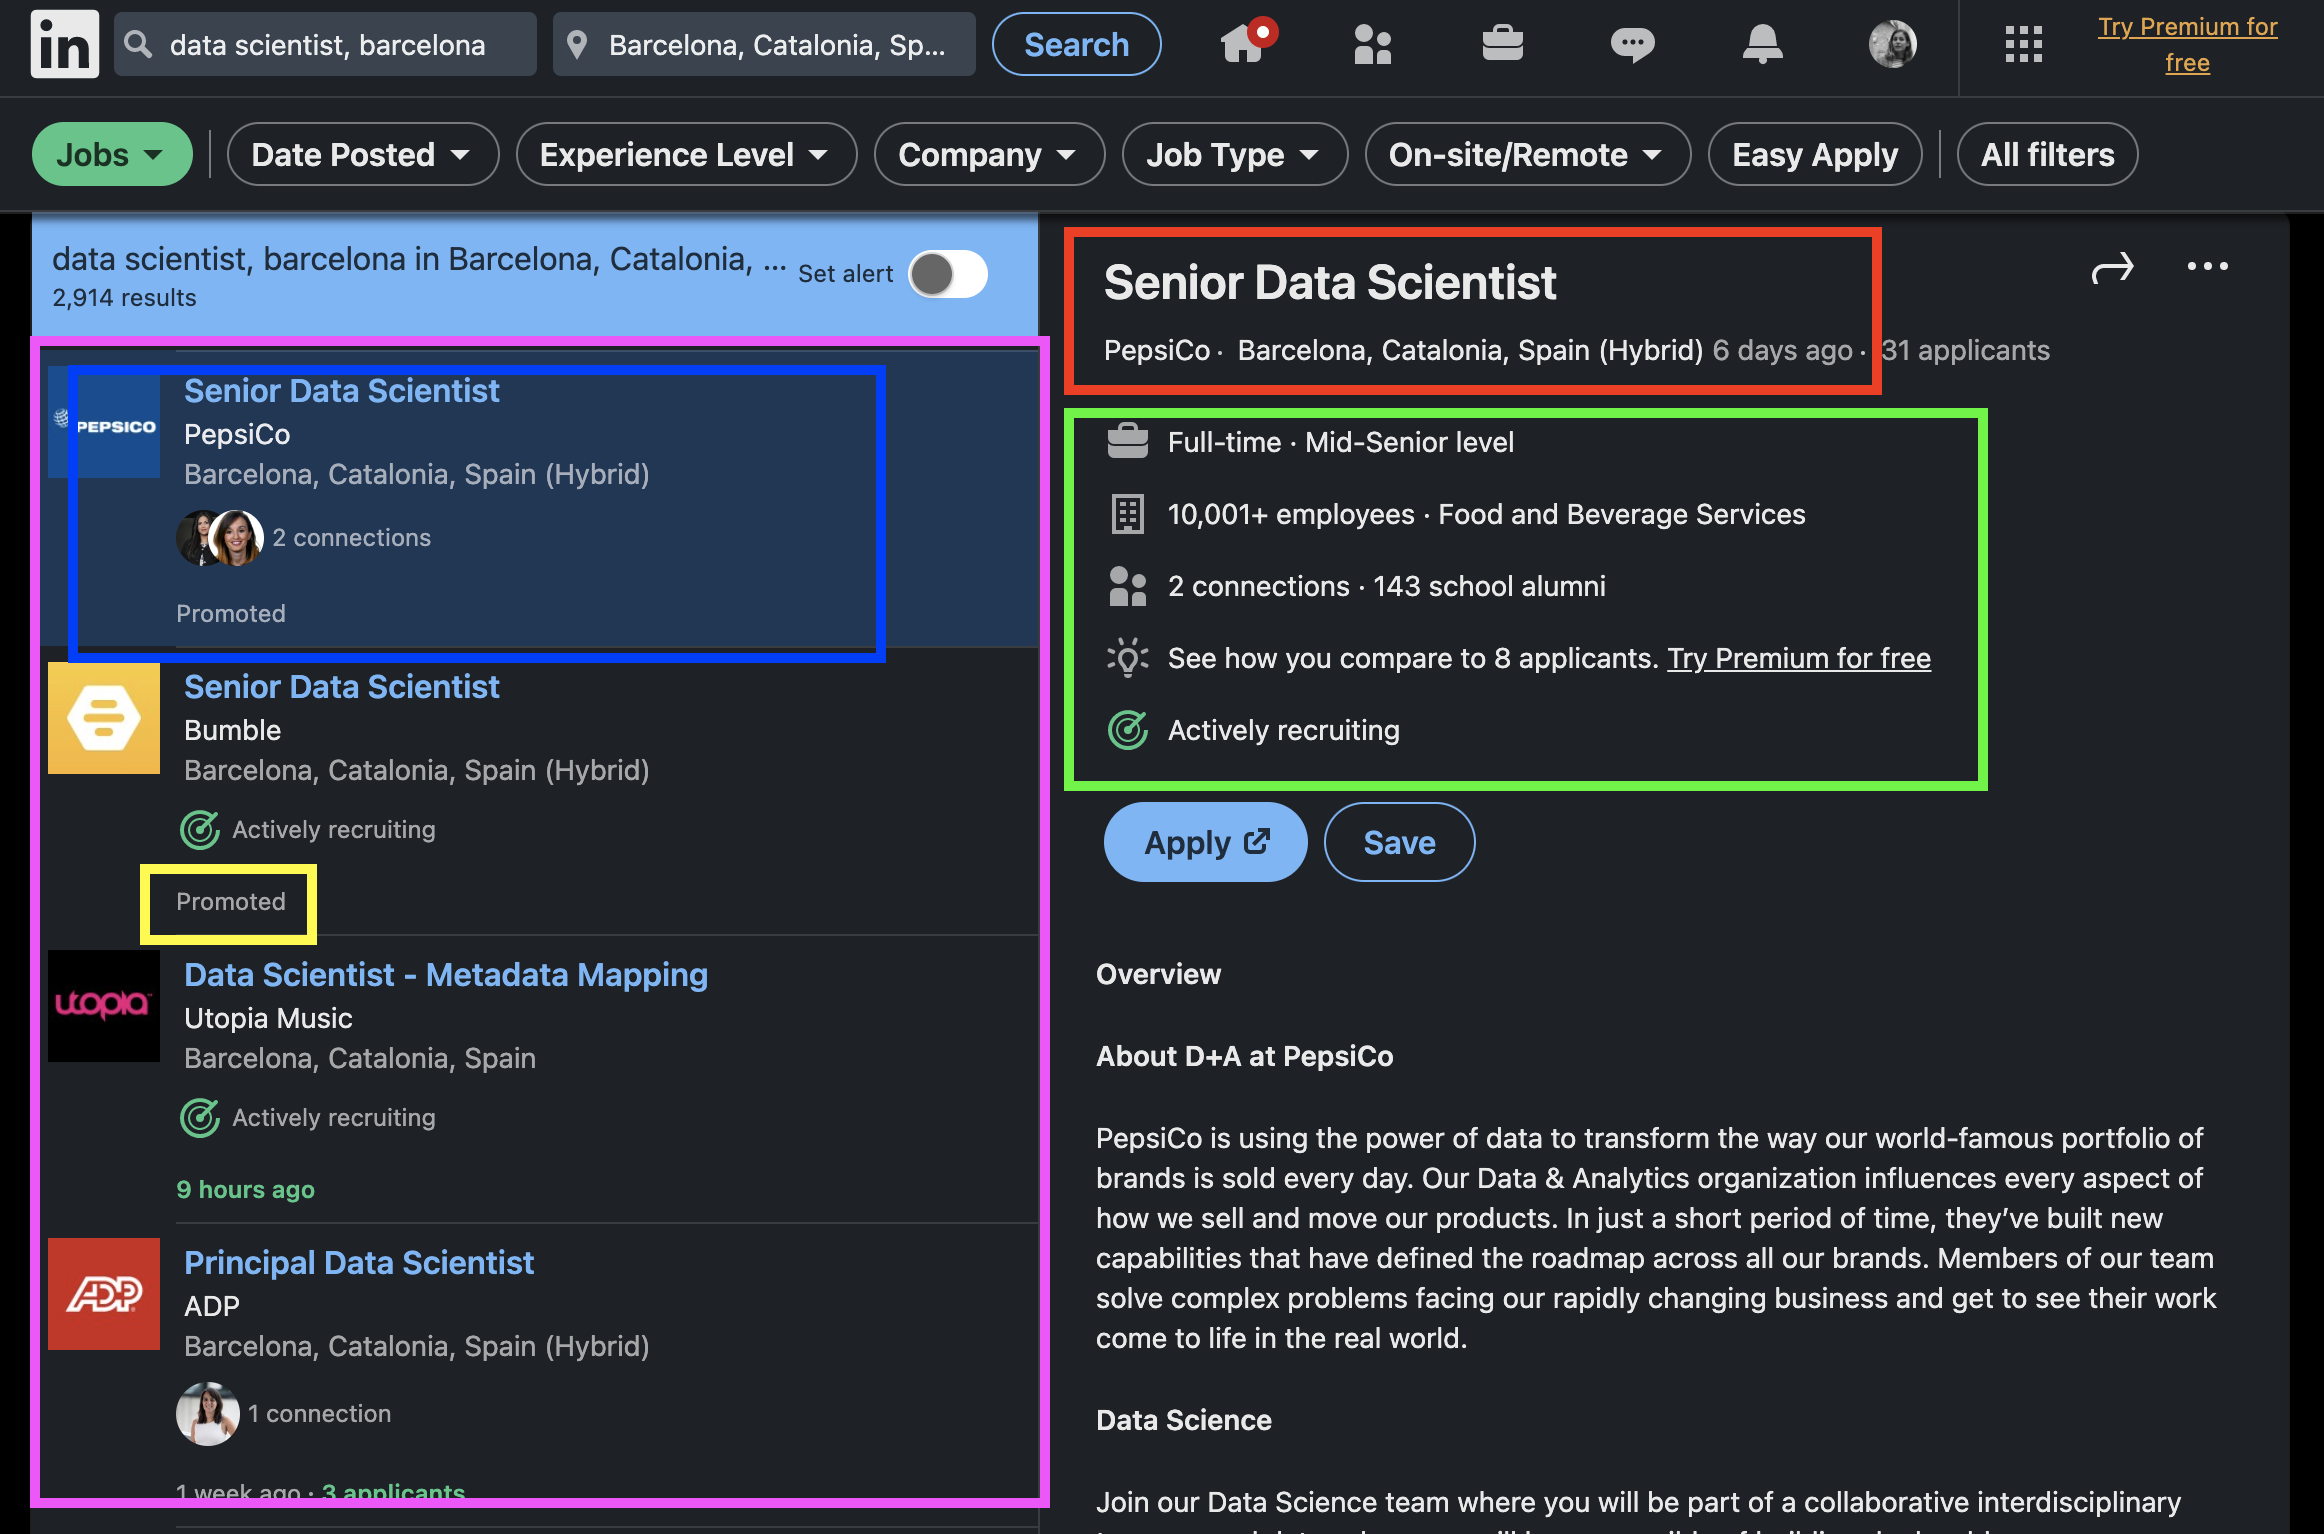 in
data scientist, barcelona
Barcelona, Catalonia, Sp...
Search
Try Premium for
free
Jobs
Date Posted
Experience Level
Company
Job Type
On-site/Remote
Easy Apply
All filters
data scientist, barcelona in Barcelona, Catalonia, ...
2,914 results
Set alert
PEPSICO
Senior Data Scientist
PepsiCo
Barcelona, Catalonia, Spain (Hybrid)
2 connections
Promoted
Senior Data Scientist
Bumble
Barcelona, Catalonia, Spain (Hybrid)
Actively recruiting
Promoted
utopia
Data Scientist - Metadata Mapping
Utopia Music
Barcelona, Catalonia, Spain
Actively recruiting
9 hours ago
ADP
Principal Data Scientist
ADP
Barcelona, Catalonia, Spain (Hybrid)
1 connection
1 week ago · 3 applicants
Senior Data Scientist
PepsiCo · Barcelona, Catalonia, Spain (Hybrid) 6 days ago · 31 applicants
Full-time · Mid-Senior level
10,001+ employees · Food and Beverage Services
2 connections · 143 school alumni
See how you compare to 8 applicants. Try Premium for free
Actively recruiting
Apply
Save
Overview
About D+A at PepsiCo
PepsiCo is using the power of data to transform the way our world-famous portfolio of
brands is sold every day. Our Data & Analytics organization influences every aspect of
how we sell and move our products. In just a short period of time, they’ve built new
capabilities that have defined the roadmap across all our brands. Members of our team
solve complex problems facing our rapidly changing business and get to see their work
come to life in the real world.
Data Science
Join our Data Science team where you will be part of a collaborative interdisciplinary